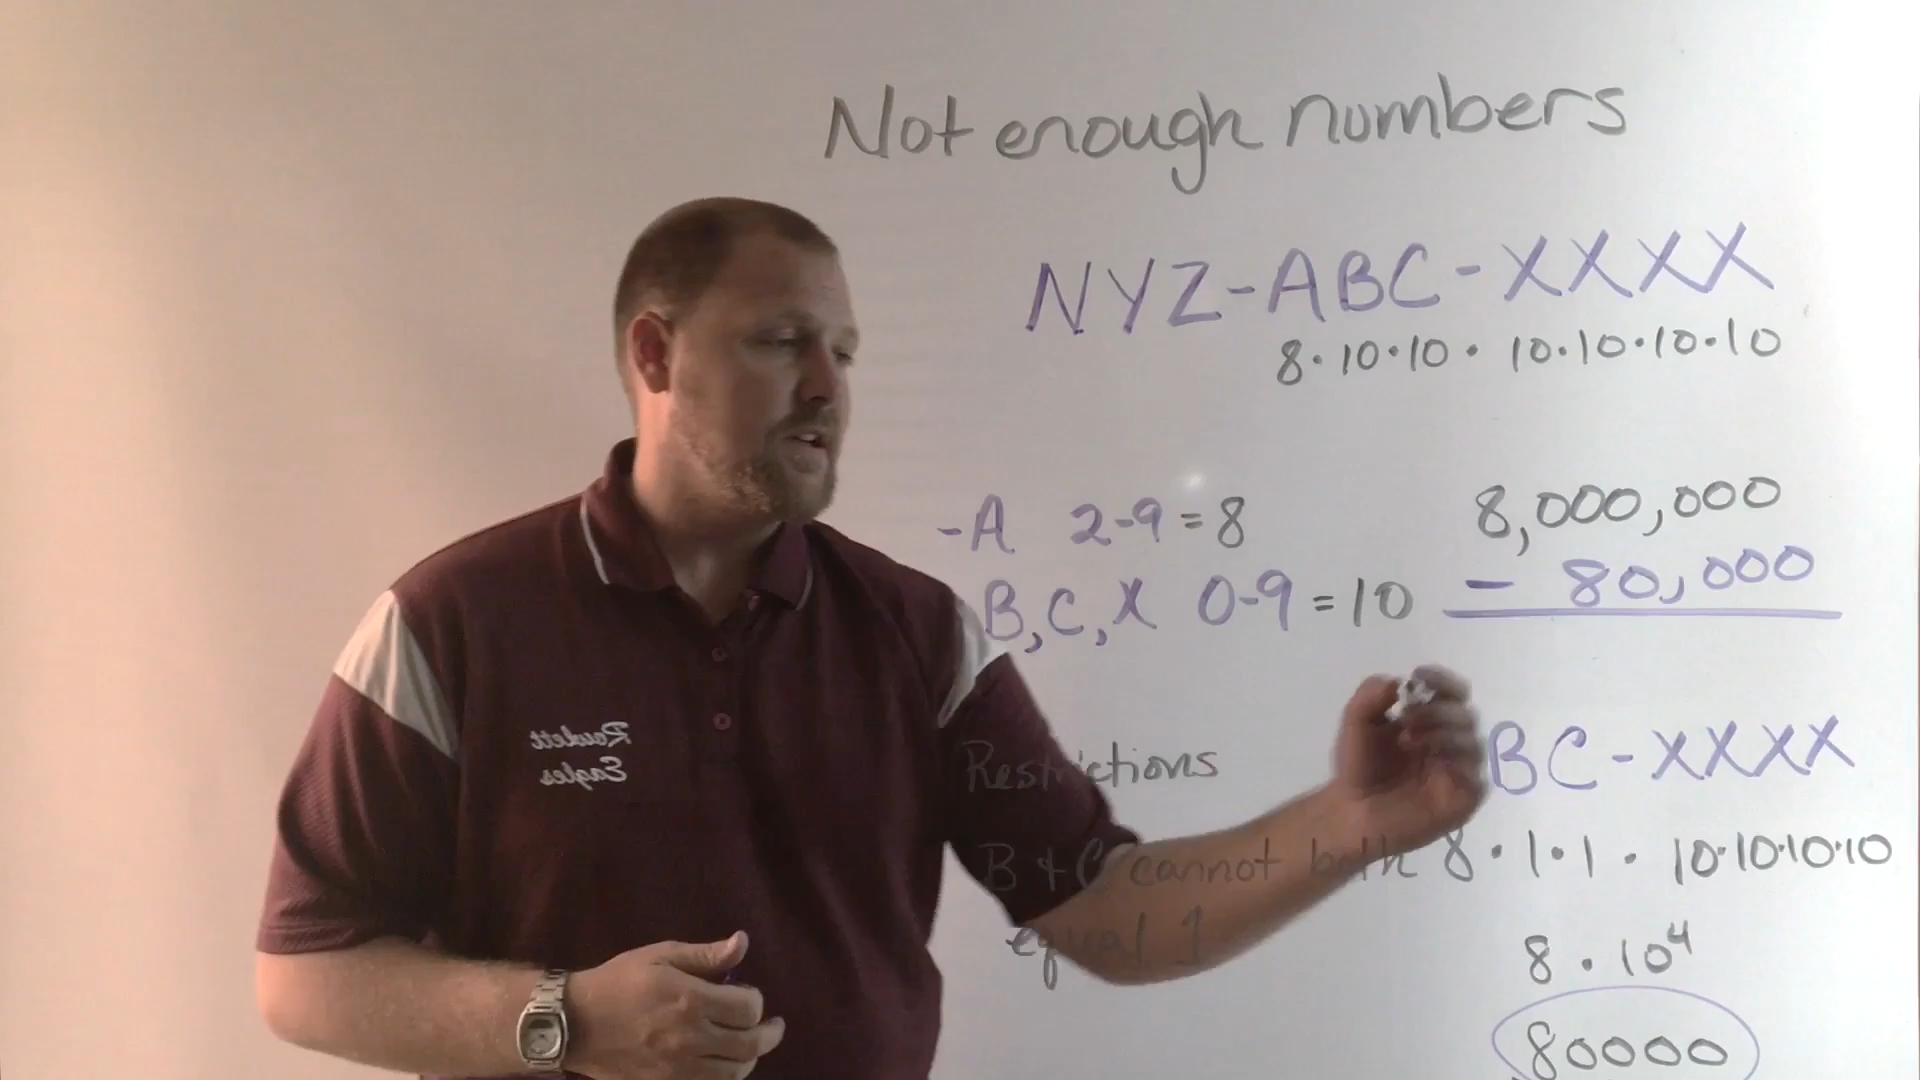 Not enough numbers
NYZ-ABC-XXXX
8·10·10·10·10·10·10
-A 2-9=8
B,C,X 0-9=10
8,000,000
- 80,000
Restrictions
B + C cannot both
equal 1
BC-XXXX
8·1·1·10·10·10·10
8·10⁴
80000
Rowlett
Eagles